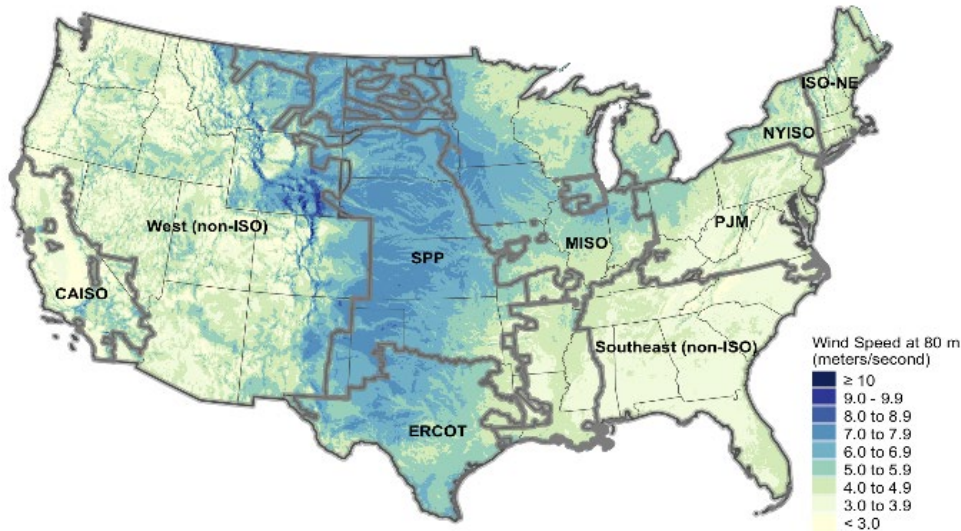 ISO-NE
NYISO
West (non-ISO)
PJM
MISO
SPP
CAISO
Southeast (non-ISO)
ERCOT
Wind Speed at 80 m
(meters/second)
≥ 10
9.0 - 9.9
8.0 to 8.9
7.0 to 7.9
6.0 to 6.9
5.0 to 5.9
4.0 to 4.9
3.0 to 3.9
< 3.0